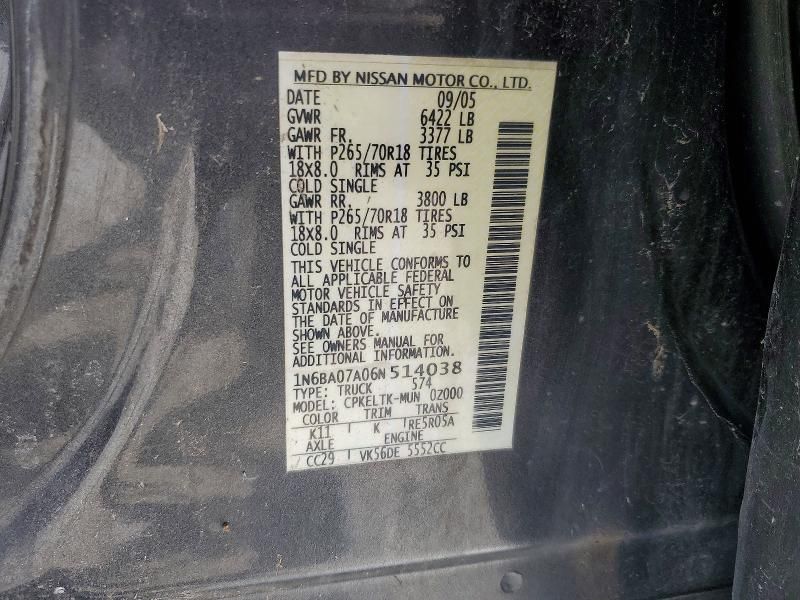 MFD BY NISSAN MOTOR CO., LTD.
DATE 09/05
GVWR 6422 LB
GAWR FR. 3377 LB
WITH P265/70R18 TIRES
18X8.0 RIMS AT 35 PSI
COLD SINGLE
GAWR RR. 3800 LB
WITH P265/70R18 TIRES
18X8.0 RIMS AT 35 PSI
COLD SINGLE
THIS VEHICLE CONFORMS TO
ALL APPLICABLE FEDERAL
MOTOR VEHICLE SAFETY
STANDARDS IN EFFECT ON
THE DATE OF MANUFACTURE
SHOWN ABOVE.
SEE OWNERS MANUAL FOR
ADDITIONAL INFORMATION.
1N6BA07A06N514038
TYPE: TRUCK 574
MODEL: CPKELTK-MUN 0Z000
COLOR TRIM TRANS
K11 K RE5R05A
AXLE ENGINE
CC29 VK56DE 5552CC